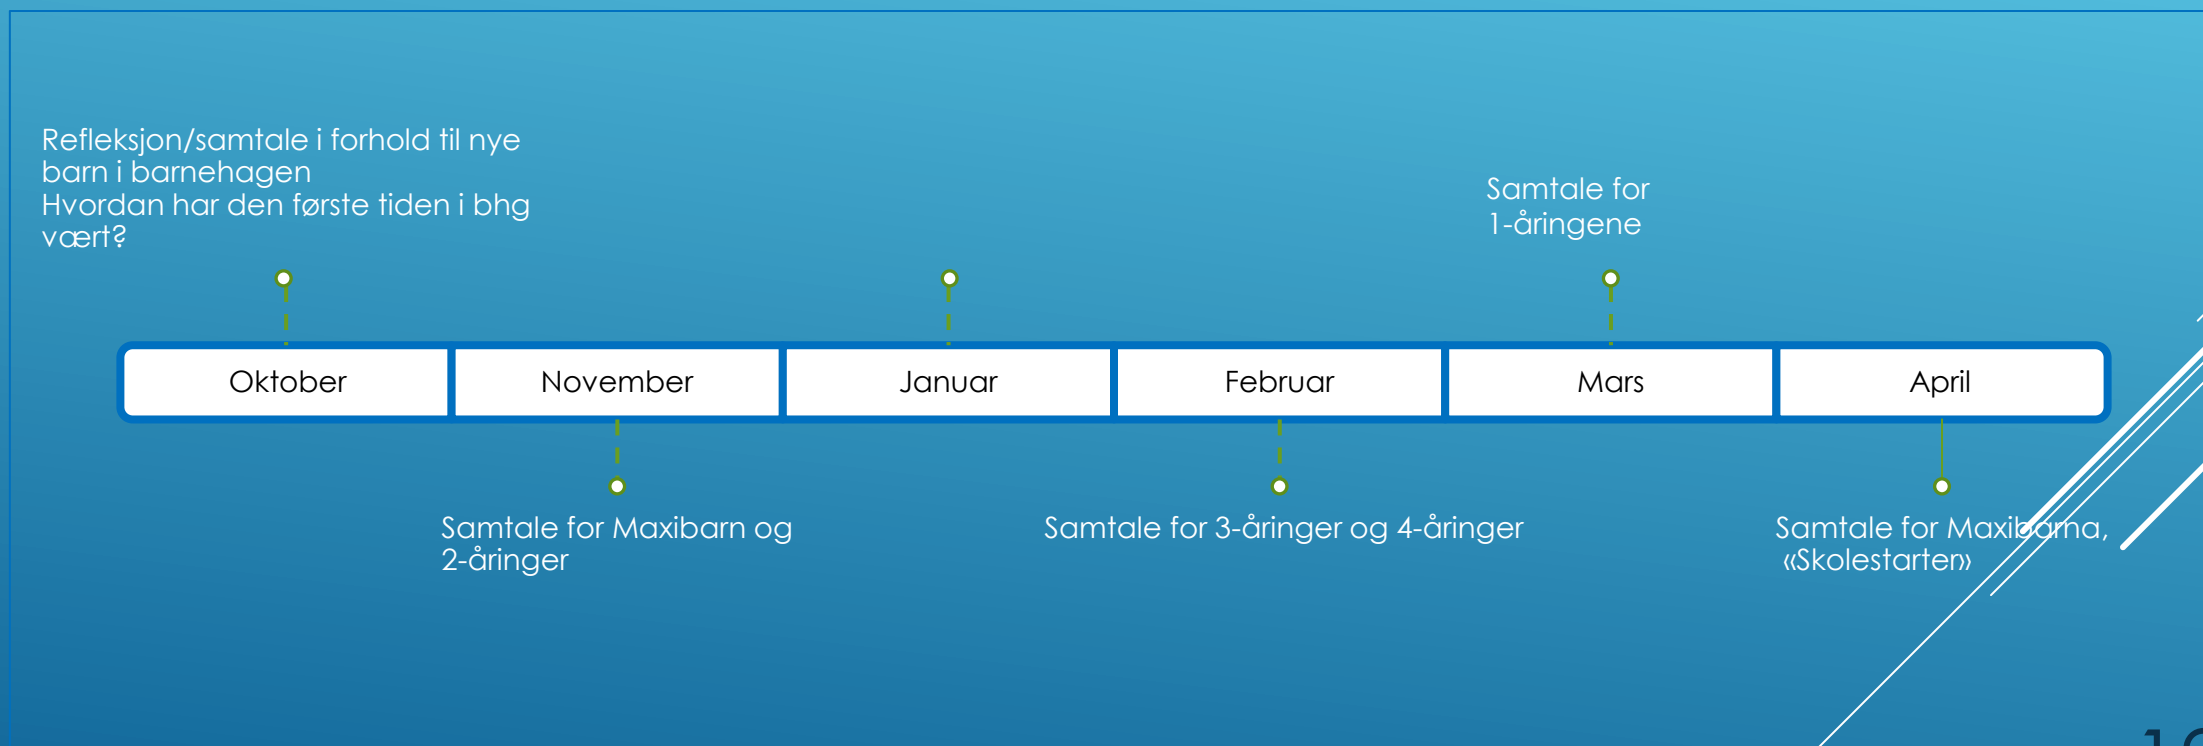 Refleksjon/samtale i forhold til nye
barn i barnehagen
Hvordan har den første tiden i bhg
vært?
Samtale for
1-åringene
Oktober
November
Januar
Februar
Mars
April
Samtale for Maxibarn og
2-åringer
Samtale for 3-åringer og 4-åringer
Samtale for Maxibarna,
«Skolestarter»